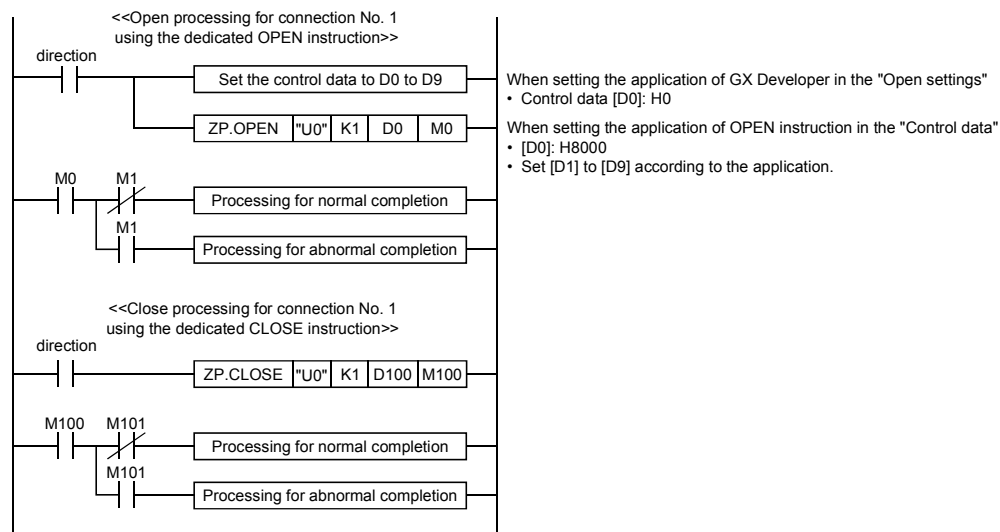 <<Open processing for connection No. 1
using the dedicated OPEN instruction>>
direction
Set the control data to D0 to D9
When setting the application of GX Developer in the "Open settings"
• Control data [D0]: H0
ZP.OPEN "U0" K1 D0 M0
When setting the application of OPEN instruction in the "Control data"
• [D0]: H8000
• Set [D1] to [D9] according to the application.
M0 M1
Processing for normal completion
M1
Processing for abnormal completion
<<Close processing for connection No. 1
using the dedicated CLOSE instruction>>
direction
ZP.CLOSE "U0" K1 D100 M100
M100 M101
Processing for normal completion
M101
Processing for abnormal completion